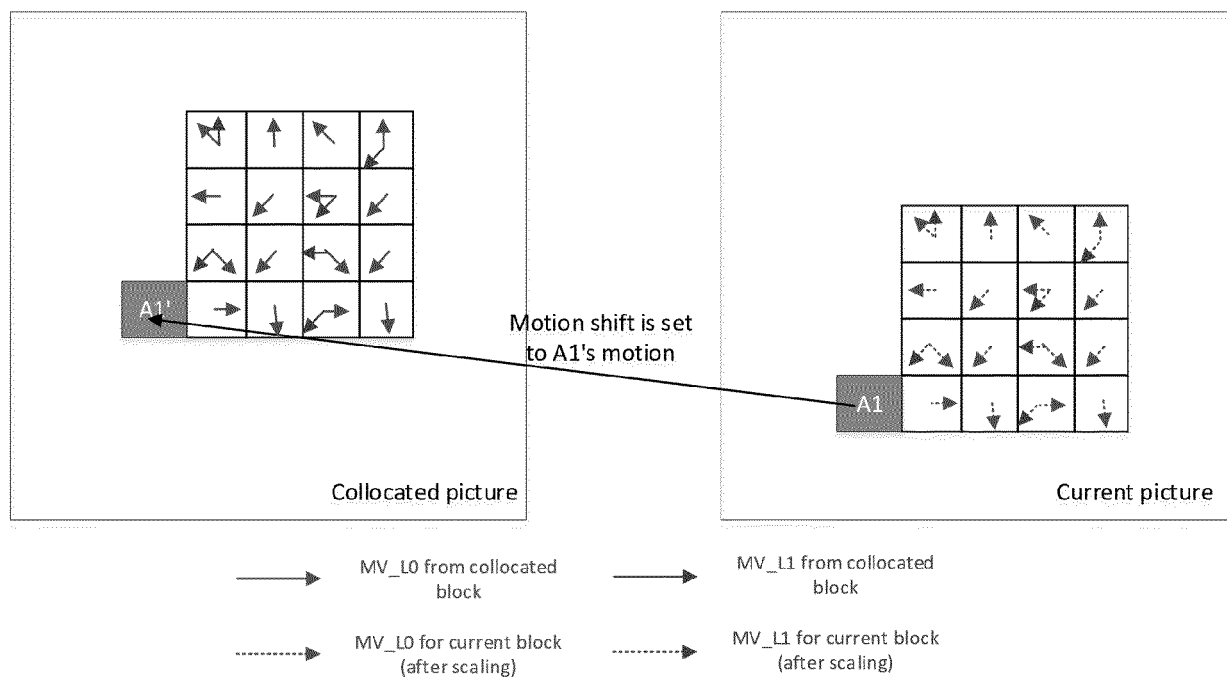 A1'
Motion shift is set
to A1's motion
A1
Collocated picture
Current picture
MV_L0 from collocated
block
MV_L1 from collocated
block
MV_L0 for current block
(after scaling)
MV_L1 for current block
(after scaling)